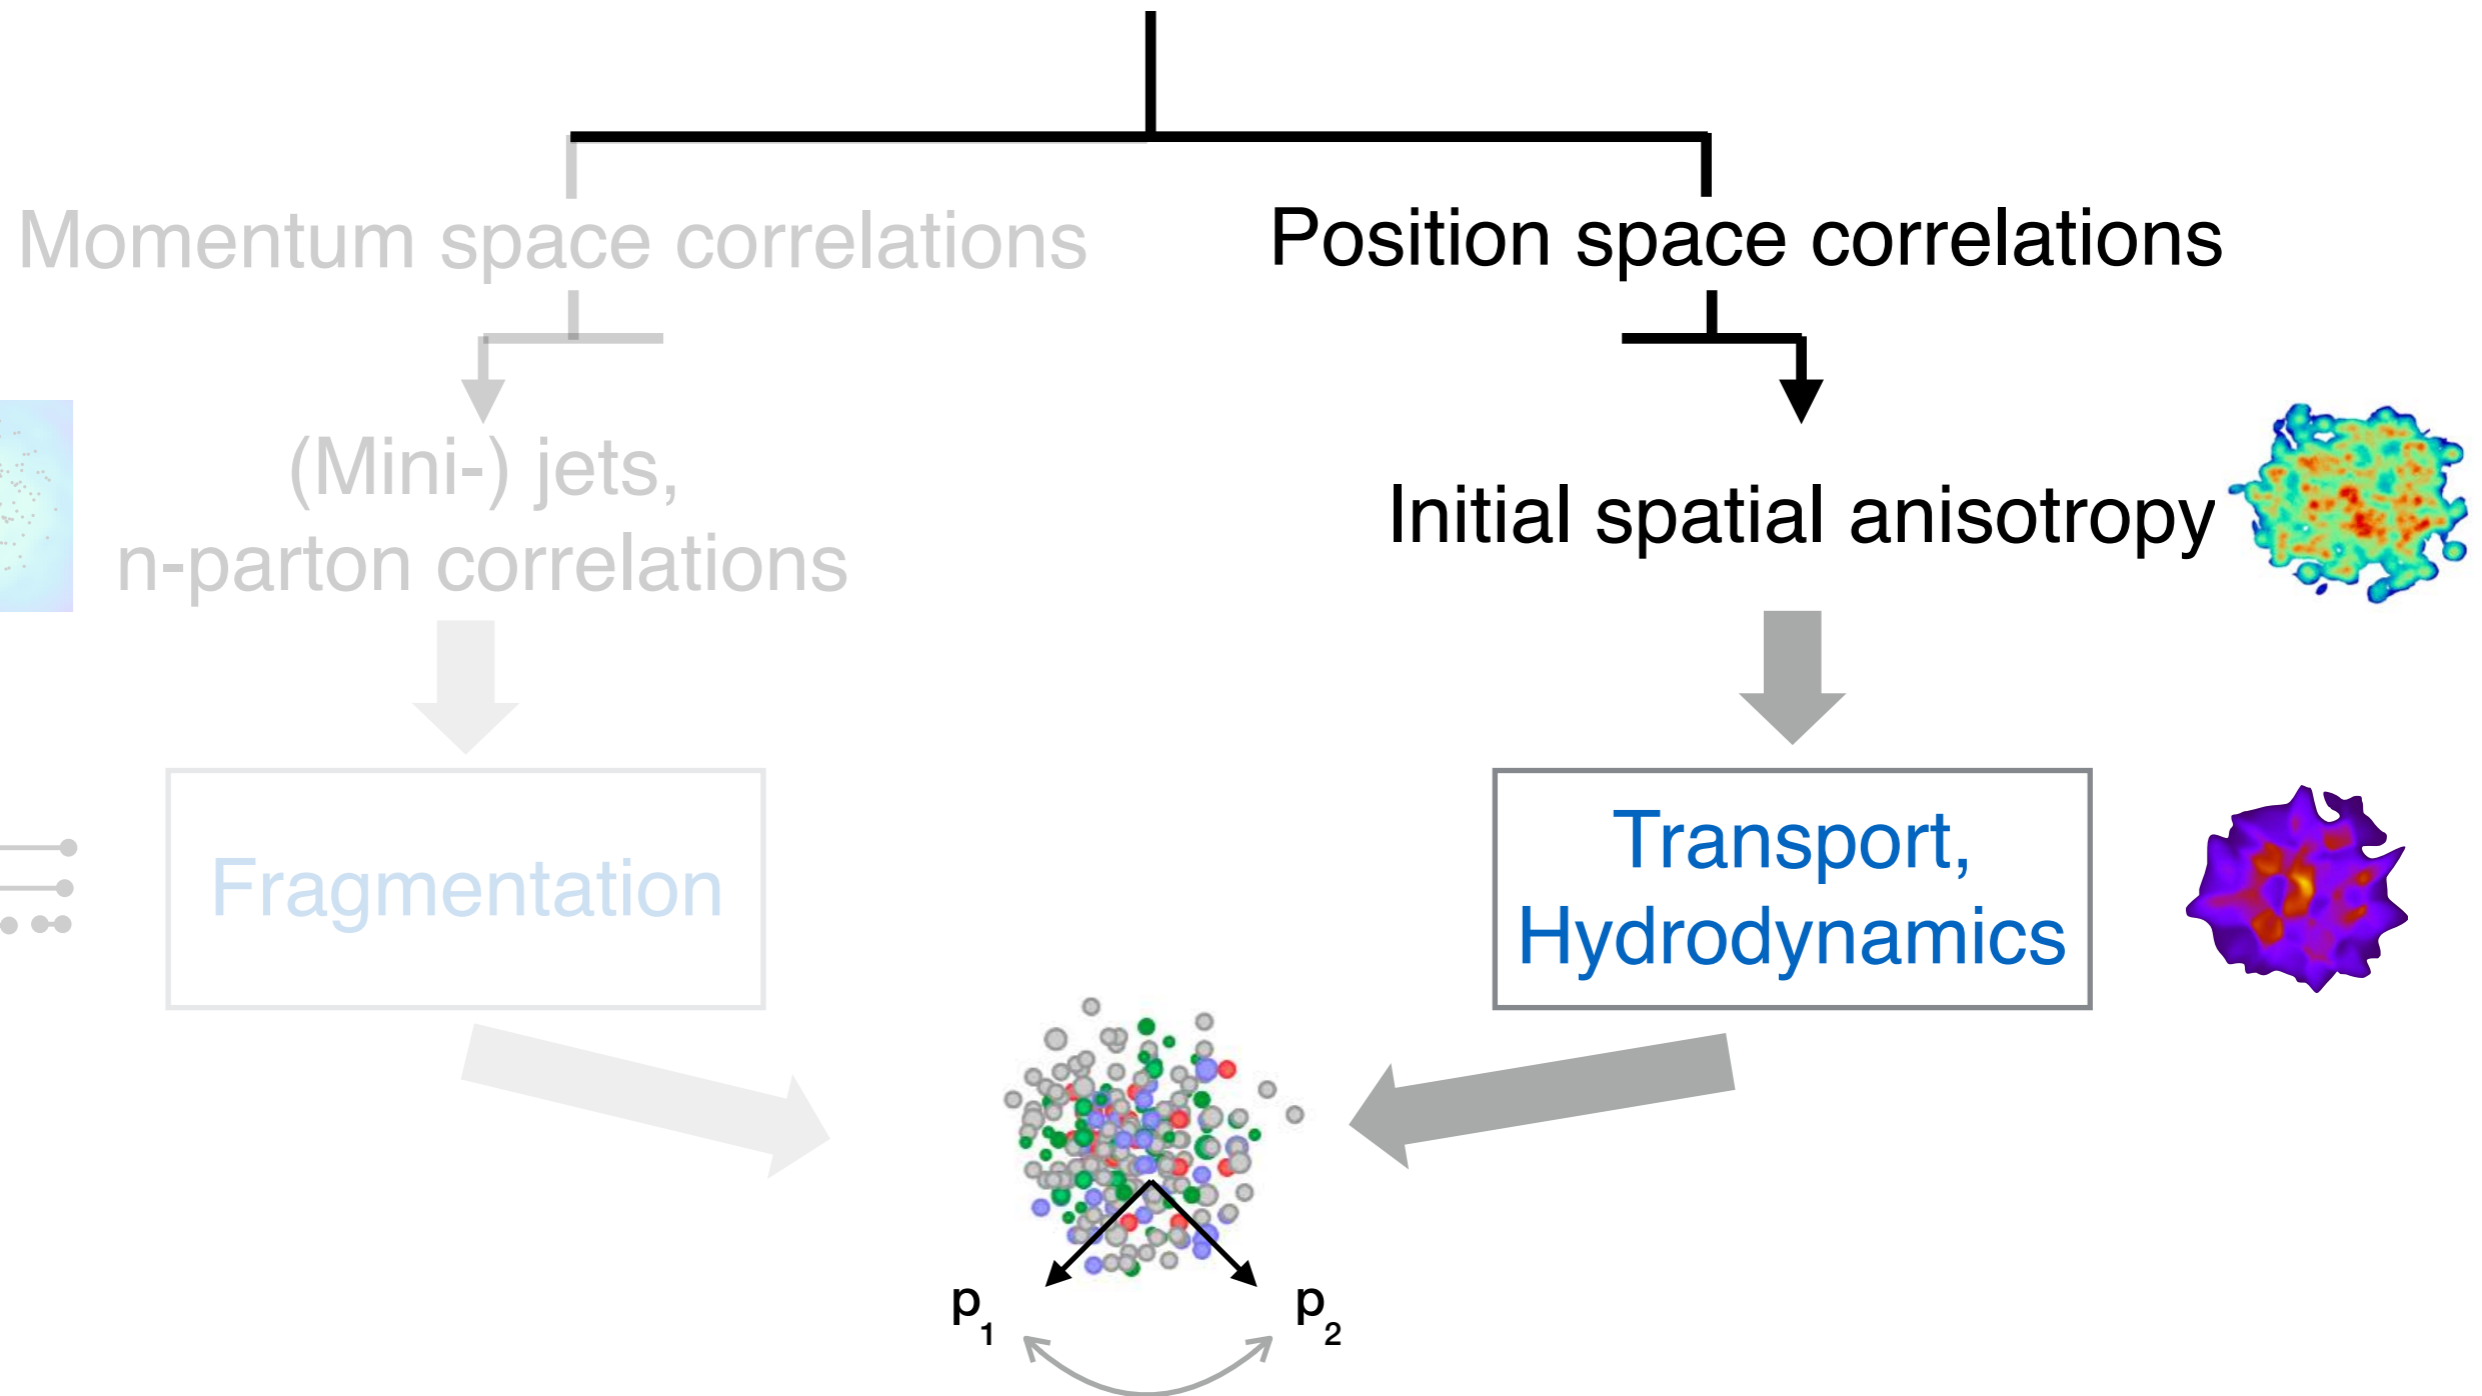 Momentum space correlations
Position space correlations
(Mini-) jets,
n-parton correlations
Initial spatial anisotropy
Fragmentation
Transport,
Hydrodynamics
p1
p2